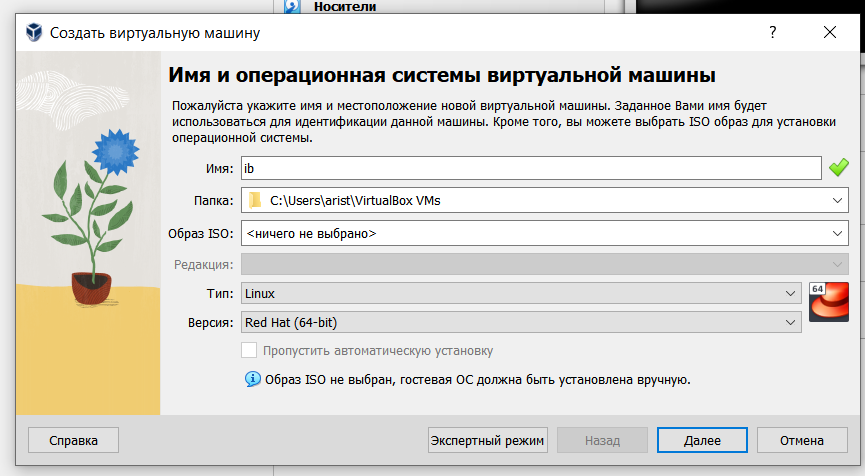 Носители
Создать виртуальную машину
?
Имя и операционная системы виртуальной машины
Пожалуйста укажите имя и местоположение новой виртуальной машины. Заданное Вами имя будет
использоваться для идентификации данной машины. Кроме того, вы можете выбрать ISO образ для установки
операционной системы.
Имя: ib
Папка: C:\Users\arist\VirtualBox VMs
Образ ISO: <ничего не выбрано>
Редакция:
Тип: Linux
64
Версия: Red Hat (64-bit)
Пропустить автоматическую установку
Образ ISO не выбран, гостевая ОС должна быть установлена вручную.
Справка Экспертный режим Назад Далее Отмена